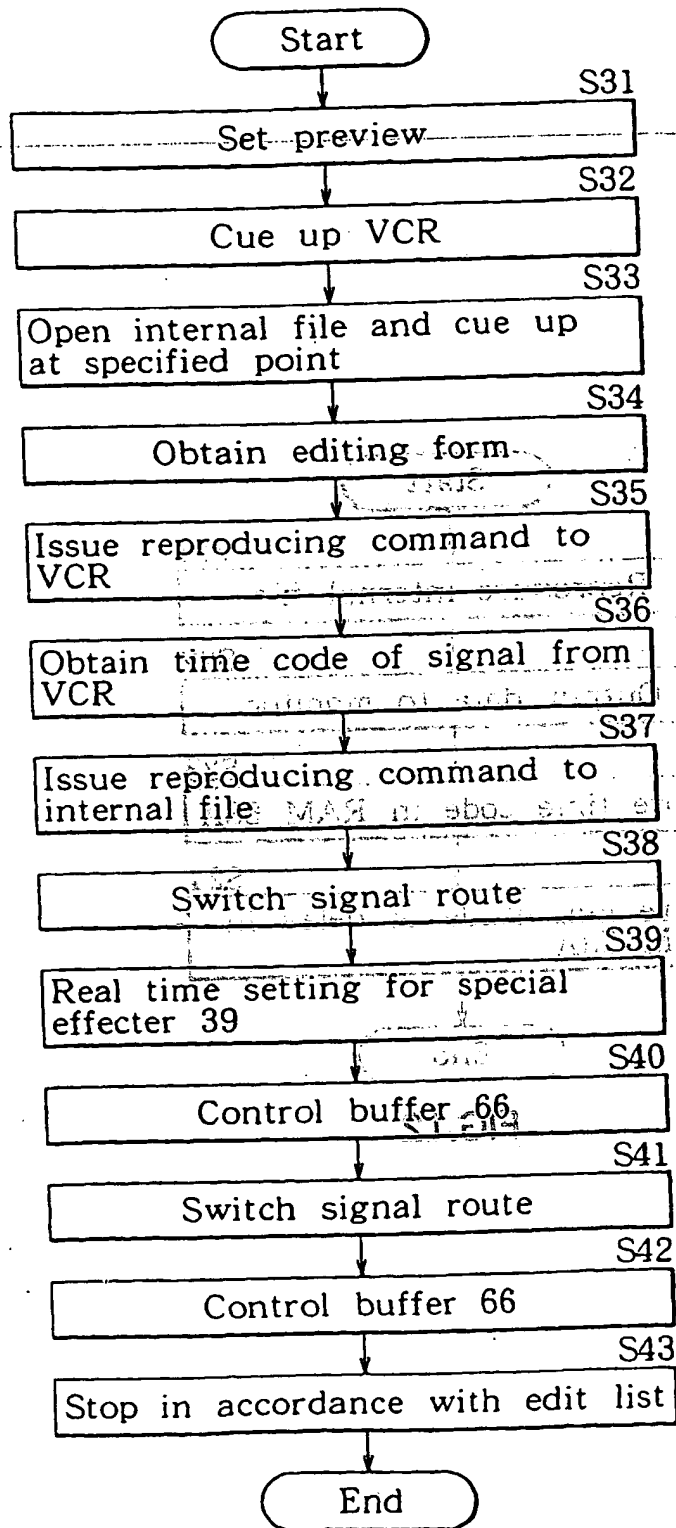 Start
S31
Set preview
S32
Cue up VCR
S33
Open internal file and cue up
at specified point
S34
Obtain editing form
S35
Issue reproducing command to
VCR
S36
Obtain time code of signal from
VCR
S37
Issue reproducing command to
internal file
S38
Switch signal route
S39
Real time setting for special
effecter 39
S40
Control buffer 66
S41
Switch signal route
S42
Control buffer 66
S43
Stop in accordance with edit list
End